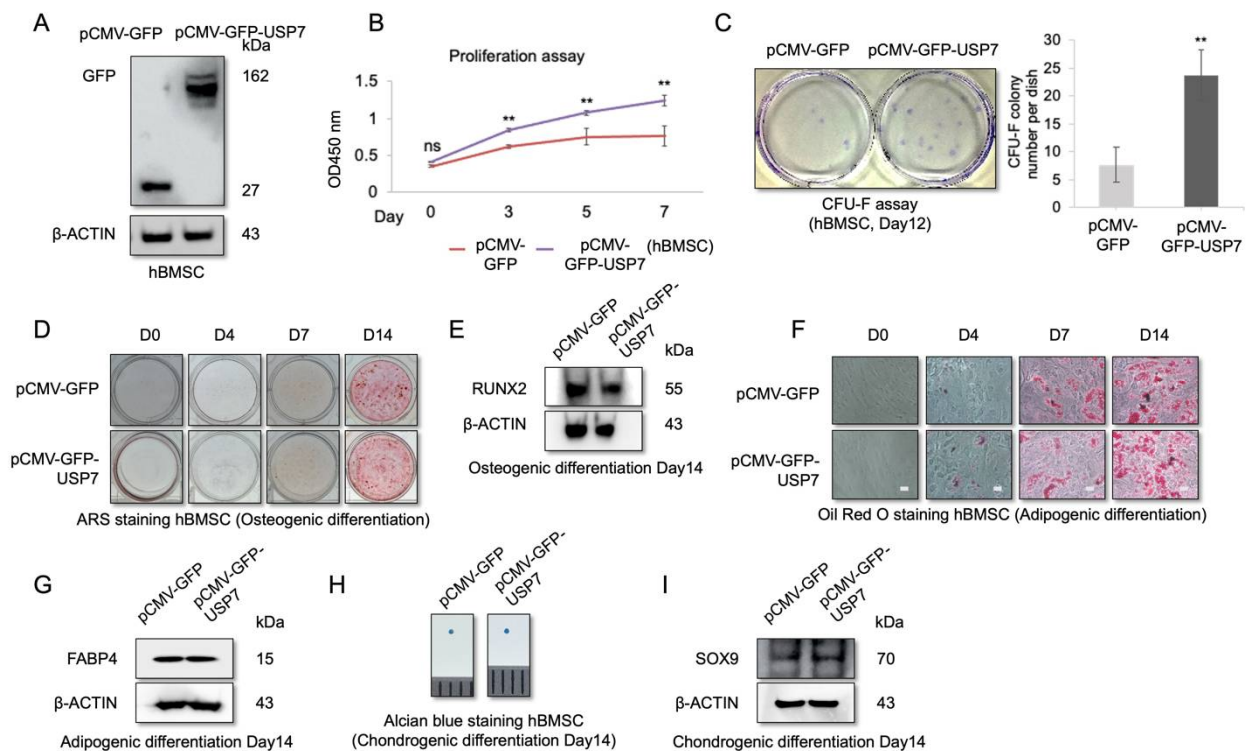 A
pCMV-GFP pCMV-GFP-USP7
kDa
GFP 162
27
β-ACTIN 43
hBMSC
B
Proliferation assay
1.5
1
0.5
0
OD450 nm
ns ** ** **
Day 0 3 5 7
pCMV-GFP pCMV-GFP-USP7 (hBMSC)
C
pCMV-GFP pCMV-GFP-USP7
CFU-F assay
(hBMSC, Day12)
CFU-F colony
number per dish
30
25
20
15
10
5
0
**
pCMV-
GFP
pCMV-
GFP-USP7
D
D0 D4 D7 D14
pCMV-GFP
pCMV-GFP-
USP7
ARS staining hBMSC (Osteogenic differentiation)
E
pCMV-GFP
pCMV-GFP-
USP7
kDa
RUNX2 55
β-ACTIN 43
Osteogenic differentiation Day14
F
D0 D4 D7 D14
pCMV-GFP
pCMV-GFP-
USP7
Oil Red O staining hBMSC (Adipogenic differentiation)
G
pCMV-GFP
pCMV-GFP-
USP7
kDa
FABP4 15
β-ACTIN 43
Adipogenic differentiation Day14
H
pCMV-GFP
pCMV-GFP-
USP7
Alcian blue staining hBMSC
(Chondrogenic differentiation Day14)
I
pCMV-GFP
pCMV-GFP-
USP7
kDa
SOX9 70
β-ACTIN 43
Chondrogenic differentiation Day14